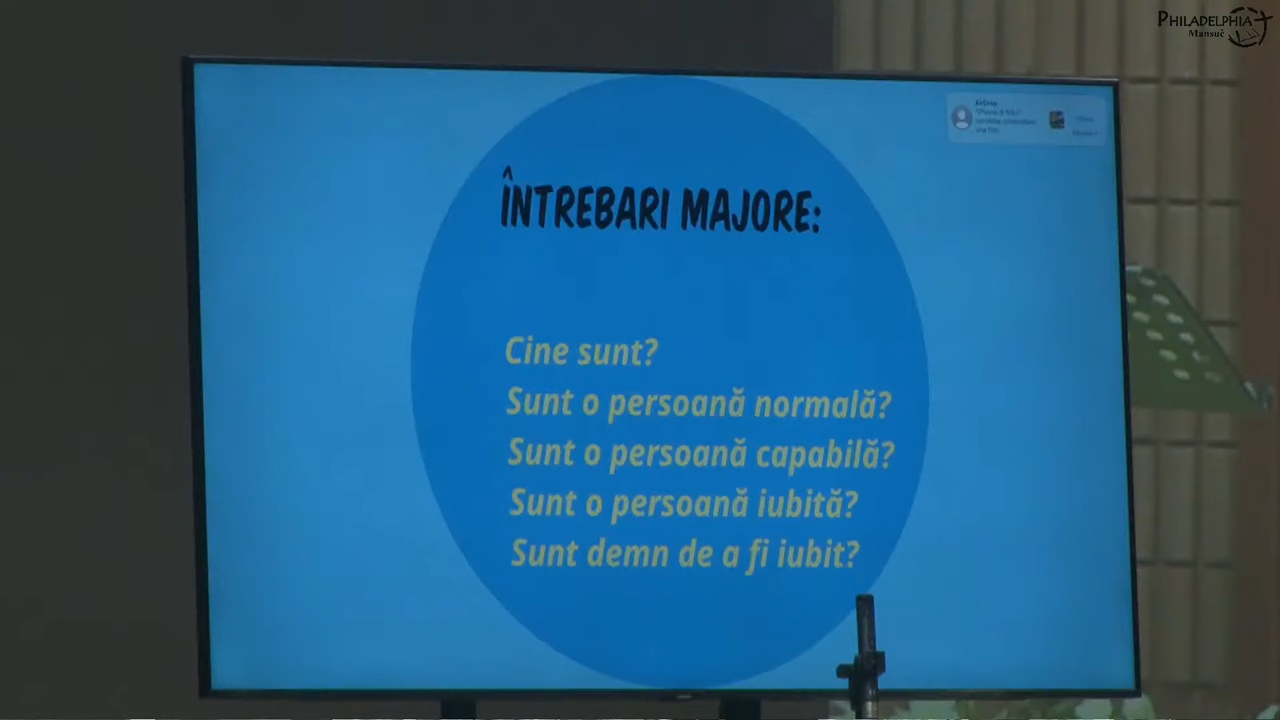 PHILADELPHIA
Mansuè
AirDrop
ÎNTREBARI MAJORE:
Cine sunt?
Sunt o persoană normală?
Sunt o persoană capabilă?
Sunt o persoană iubită?
Sunt demn de a fi iubit?